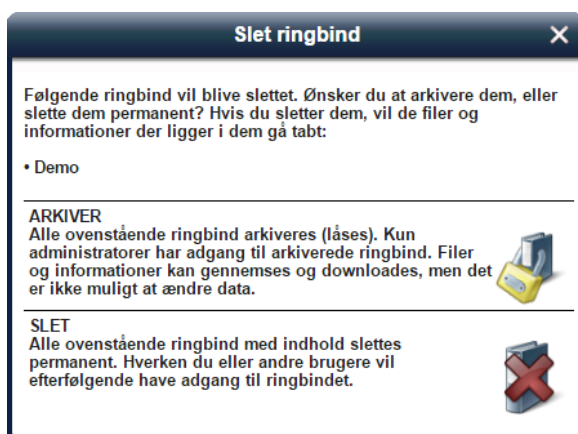 Slet ringbind
Følgende ringbind vil blive slettet. Ønsker du at arkivere dem, eller
slette dem permanent? Hvis du sletter dem, vil de filer og
informationer der ligger i dem gå tabt:
• Demo
ARKIVER
Alle ovenstående ringbind arkiveres (låses). Kun
administratorer har adgang til arkiverede ringbind. Filer
og informationer kan gennemses og downloades, men det
er ikke muligt at ændre data.
SLET
Alle ovenstående ringbind med indhold slettes
permanent. Hverken du eller andre brugere vil
efterfølgende have adgang til ringbindet.